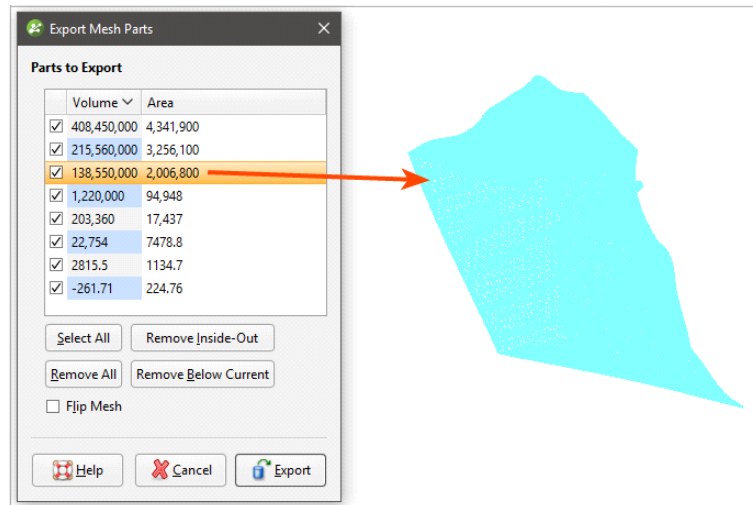 Export Mesh Parts
Parts to Export
Volume Area
408,450,000 4,341,900
215,560,000 3,256,100
138,550,000 2,006,800
1,220,000 94,948
203,360 17,437
22,754 7478.8
2815.5 1134.7
-261.71 224.76
Select All Remove Inside-Out
Remove All Remove Below Current
Flip Mesh
Help Cancel Export